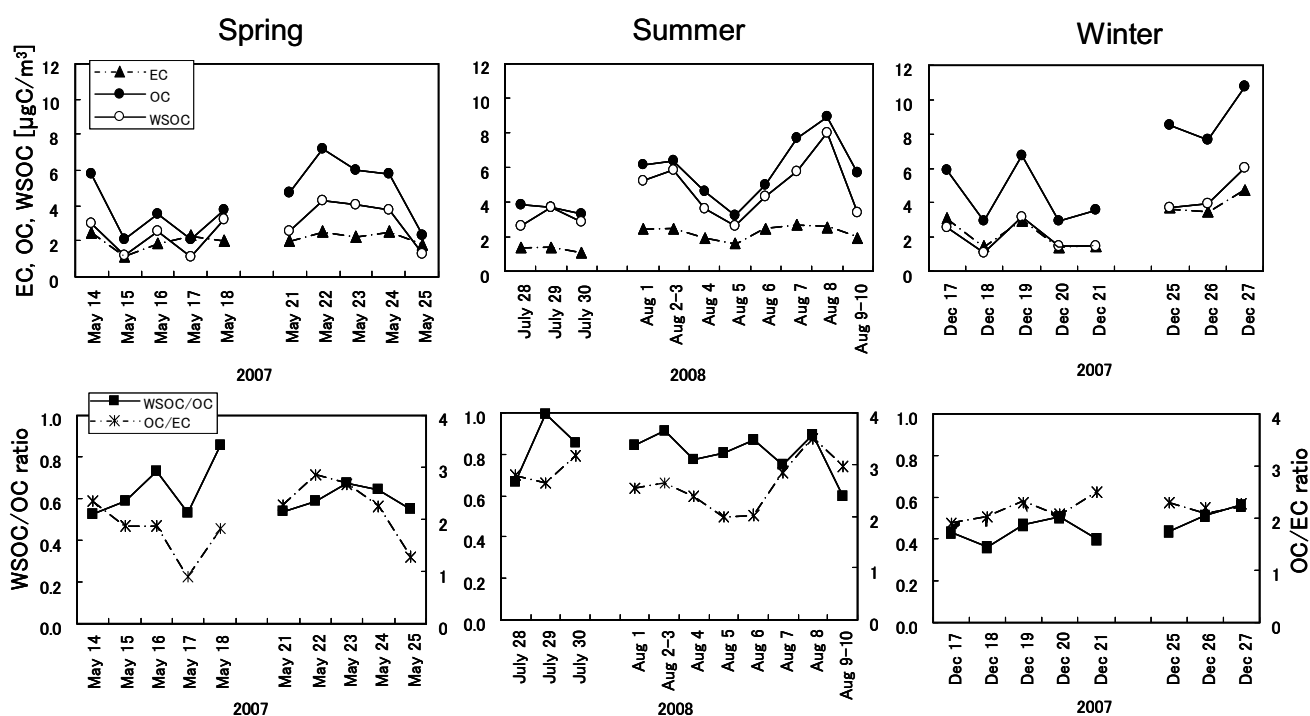 Spring
Summer
Winter
EC, OC, WSOC [µgC/m³]
12
10
8
6
4
2
0
EC
OC
WSOC
May 14
May 15
May 16
May 17
May 18
May 21
May 22
May 23
May 24
May 25
2007
12
10
8
6
4
2
0
July 28
July 29
July 30
Aug 1
Aug 2-3
Aug 4
Aug 5
Aug 6
Aug 7
Aug 8
Aug 9-10
2008
12
10
8
6
4
2
0
Dec 17
Dec 18
Dec 19
Dec 20
Dec 21
Dec 25
Dec 26
Dec 27
2007
WSOC/OC ratio
1.0
0.8
0.6
0.4
0.2
0.0
WSOC/OC
OC/EC
4
3
2
1
0
May 14
May 15
May 16
May 17
May 18
May 21
May 22
May 23
May 24
May 25
2007
1.0
0.8
0.6
0.4
0.2
0.0
4
3
2
1
0
July 28
July 29
July 30
Aug 1
Aug 2-3
Aug 4
Aug 5
Aug 6
Aug 7
Aug 8
Aug 9-10
2008
1.0
0.8
0.6
0.4
0.2
0.0
4
3
2
1
0
OC/EC ratio
Dec 17
Dec 18
Dec 19
Dec 20
Dec 21
Dec 25
Dec 26
Dec 27
2007